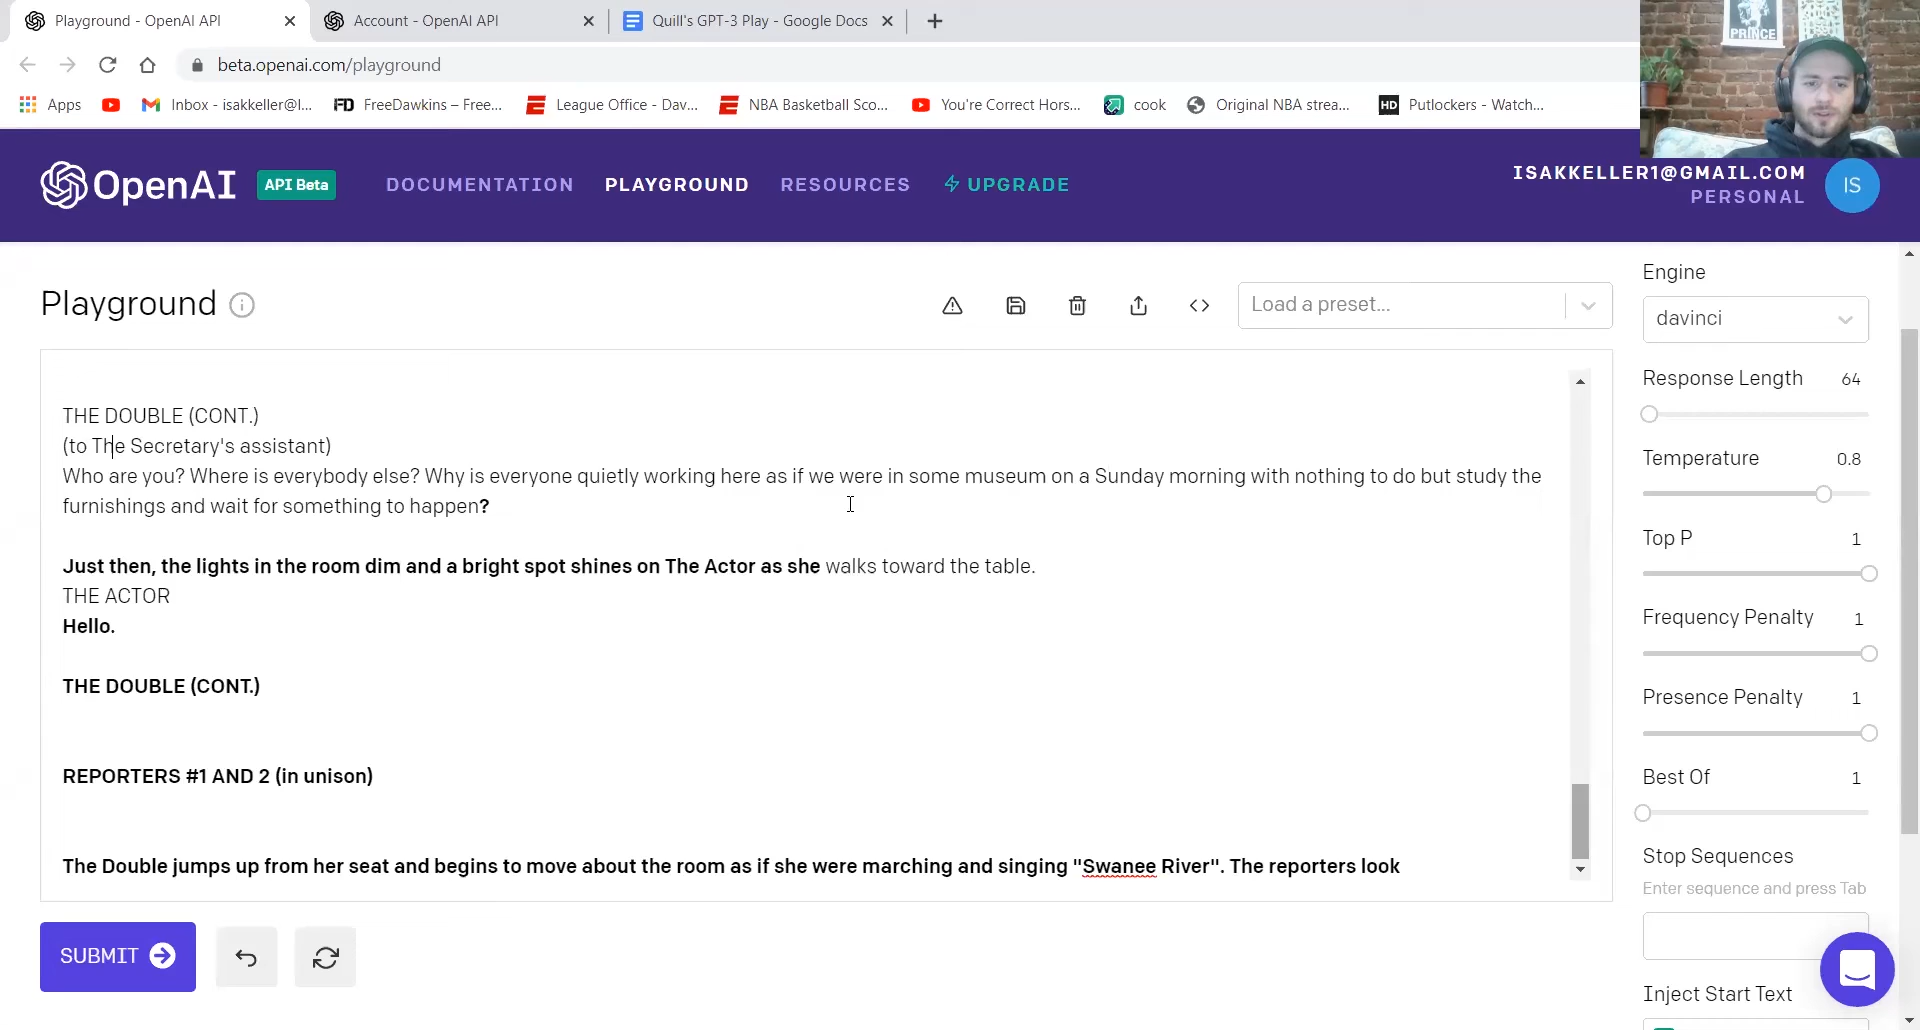 Playground - OpenAI API
Account - OpenAI API
Quill's GPT-3 Play - Google Docs
beta.openai.com/playground
Apps
Inbox - isakkeller@l...
FD FreeDawkins – Free...
League Office - Dav...
NBA Basketball Sco...
You're Correct Hors...
cook
Original NBA strea...
HD Putlockers - Watch...
PRINCE
OpenAI
API Beta
DOCUMENTATION
PLAYGROUND
RESOURCES
UPGRADE
ISAKKELLER1@GMAIL.COM
PERSONAL
IS
Playground
Load a preset...
THE DOUBLE (CONT.)
(to The Secretary's assistant)
Who are you? Where is everybody else? Why is everyone quietly working here as if we were in some museum on a Sunday morning with nothing to do but study the
furnishings and wait for something to happen?
Just then, the lights in the room dim and a bright spot shines on The Actor as she walks toward the table.
THE ACTOR
Hello.
THE DOUBLE (CONT.)
REPORTERS #1 AND 2 (in unison)
The Double jumps up from her seat and begins to move about the room as if she were marching and singing "Swanee River". The reporters look
SUBMIT
Engine
davinci
Response Length 64
Temperature 0.8
Top P 1
Frequency Penalty 1
Presence Penalty 1
Best Of 1
Stop Sequences
Enter sequence and press Tab
Inject Start Text